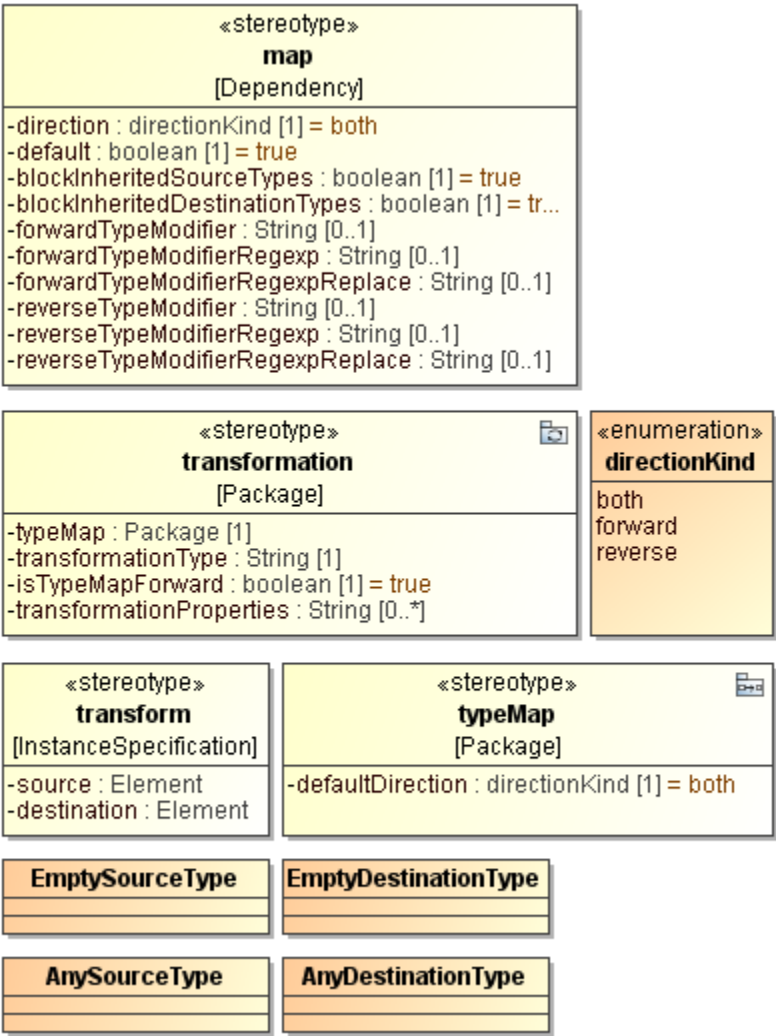 «stereotype»
map
[Dependency]
-direction : directionKind [1] = both
-default : boolean [1] = true
-blockInheritedSourceTypes : boolean [1] = true
-blockInheritedDestinationTypes : boolean [1] = tr...
-forwardTypeModifier : String [0..1]
-forwardTypeModifierRegexp : String [0..1]
-forwardTypeModifierRegexpReplace : String [0..1]
-reverseTypeModifier : String [0..1]
-reverseTypeModifierRegexp : String [0..1]
-reverseTypeModifierRegexpReplace : String [0..1]
«stereotype»
transformation
[Package]
-typeMap : Package [1]
-transformationType : String [1]
-isTypeMapForward : boolean [1] = true
-transformationProperties : String [0..*]
«enumeration»
directionKind
both
forward
reverse
«stereotype»
transform
[InstanceSpecification]
-source : Element
-destination : Element
«stereotype»
typeMap
[Package]
-defaultDirection : directionKind [1] = both
EmptySourceType
EmptyDestinationType
AnySourceType
AnyDestinationType